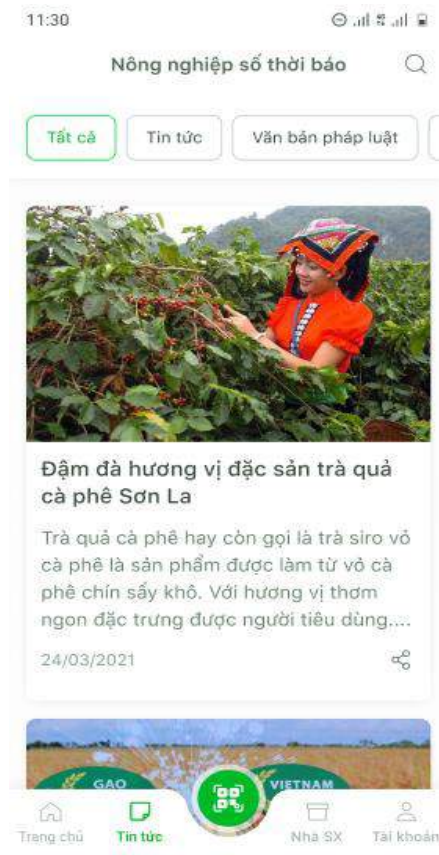 11:30
Nông nghiệp số thời báo
Tất cả
Tin tức
Văn bản pháp luật
Đậm đà hương vị đặc sản trà quả
cà phê Sơn La
Trà quả cà phê hay còn gọi là trà siro vỏ
cà phê là sản phẩm được làm từ vỏ cà
phê chín sấy khô. Với hương vị thơm
ngon đặc trưng được người tiêu dùng....
24/03/2021
GẠO
VIETNAM
Trang chủ
Tin tức
Nhà SX
Tài khoản